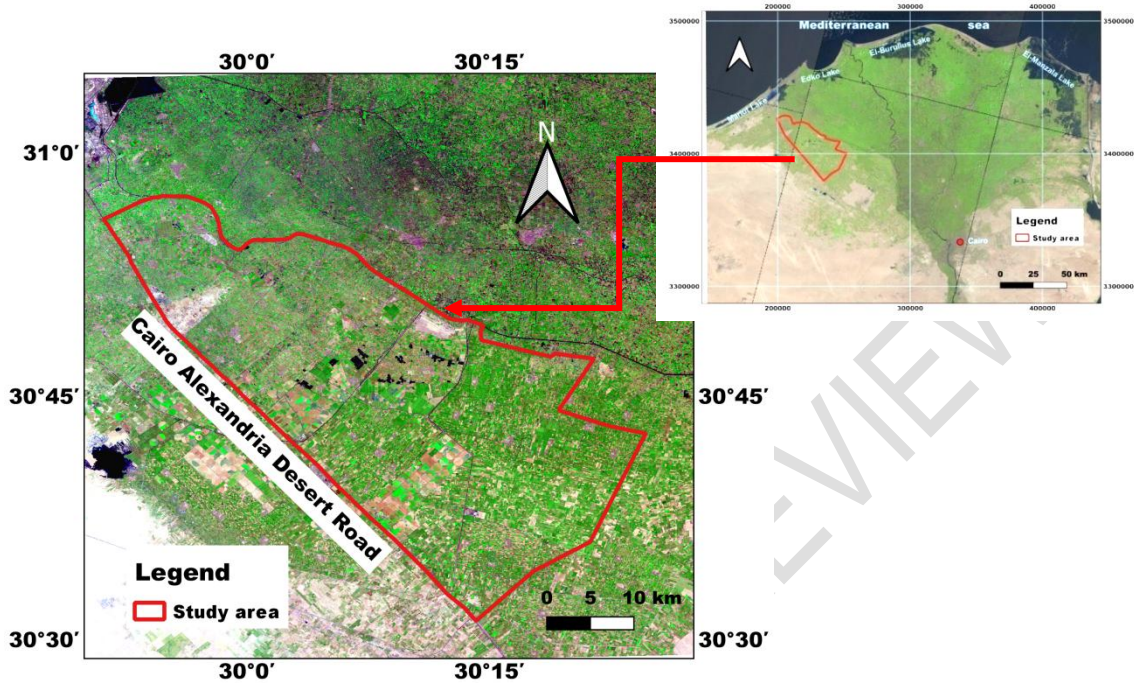 200000 300000 400000
3500000 Mediterranean sea 3500000
El-Burullus Lake
El-Manzala Lake
Edko Lake
Mariut Lake
3400000 3400000
Legend
Study area
Cairo
0 25 50 km
3300000 3300000
200000 300000 400000
30°0′ 30°15′
N
31°0′
30°45′ 30°45′
Cairo Alexandria Desert Road
Legend
Study area
0 5 10 km
30°30′ 30°30′
30°0′ 30°15′
EVIEW